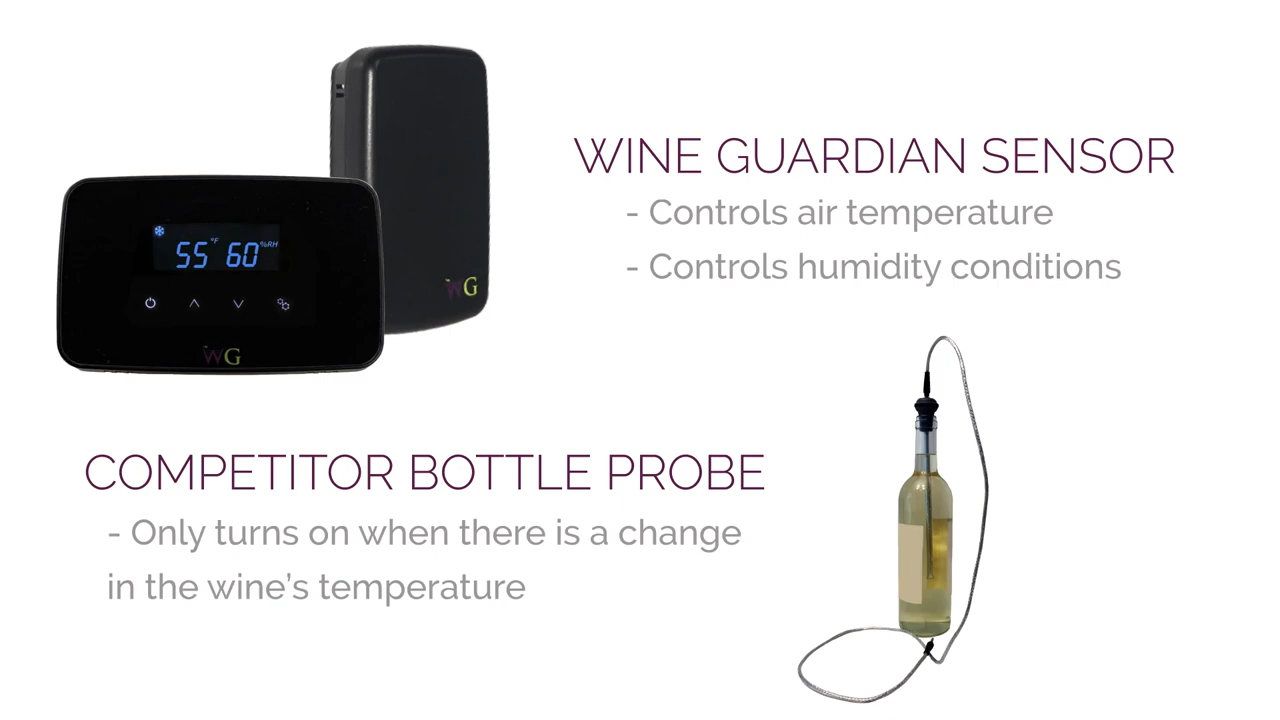 WINE GUARDIAN SENSOR
- Controls air temperature
- Controls humidity conditions
55 °F 60 %RH
WG
WG
COMPETITOR BOTTLE PROBE
- Only turns on when there is a change
in the wine’s temperature